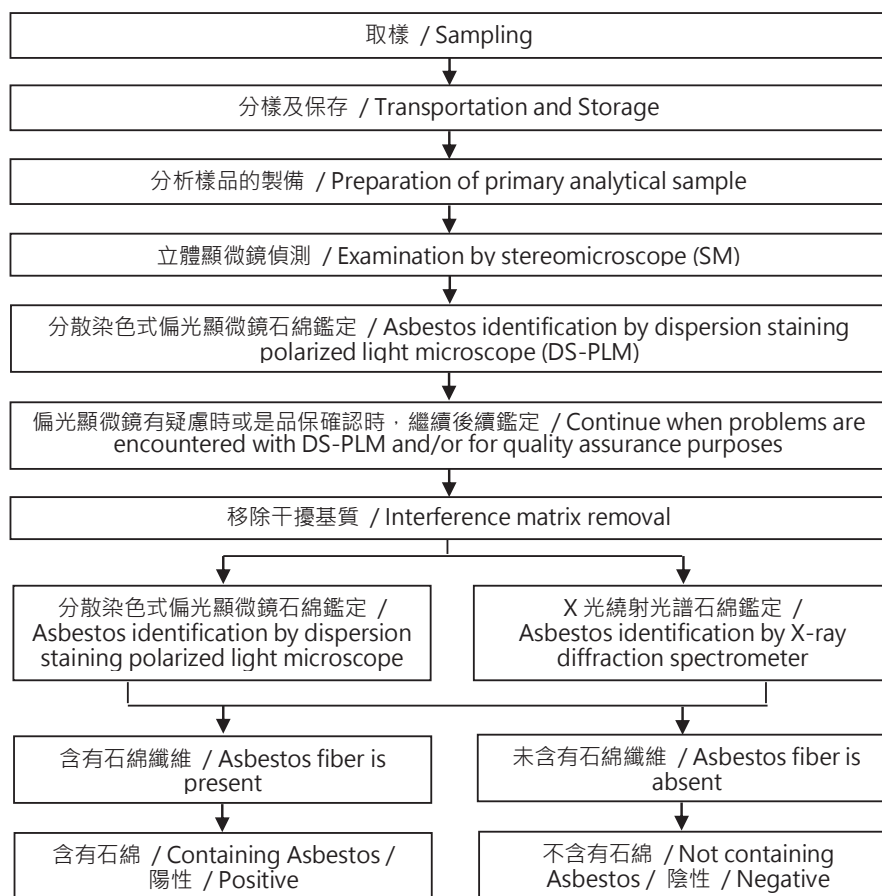 取樣 / Sampling
分樣及保存 / Transportation and Storage
分析樣品的製備 / Preparation of primary analytical sample
立體顯微鏡偵測 / Examination by stereomicroscope (SM)
分散染色式偏光顯微鏡石綿鑑定 / Asbestos identification by dispersion staining
polarized light microscope (DS-PLM)
偏光顯微鏡有疑慮時或是品保確認時，繼續後續鑑定 / Continue when problems are
encountered with DS-PLM and/or for quality assurance purposes
移除干擾基質 / Interference matrix removal
分散染色式偏光顯微鏡石綿鑑定 /
Asbestos identification by dispersion
staining polarized light microscope
X 光繞射光譜石綿鑑定 /
Asbestos identification by X-ray
diffraction spectrometer
含有石綿纖維 / Asbestos fiber is
present
未含有石綿纖維 / Asbestos fiber is
absent
含有石綿 / Containing Asbestos /
陽性 / Positive
不含有石綿 / Not containing
Asbestos / 陰性 / Negative